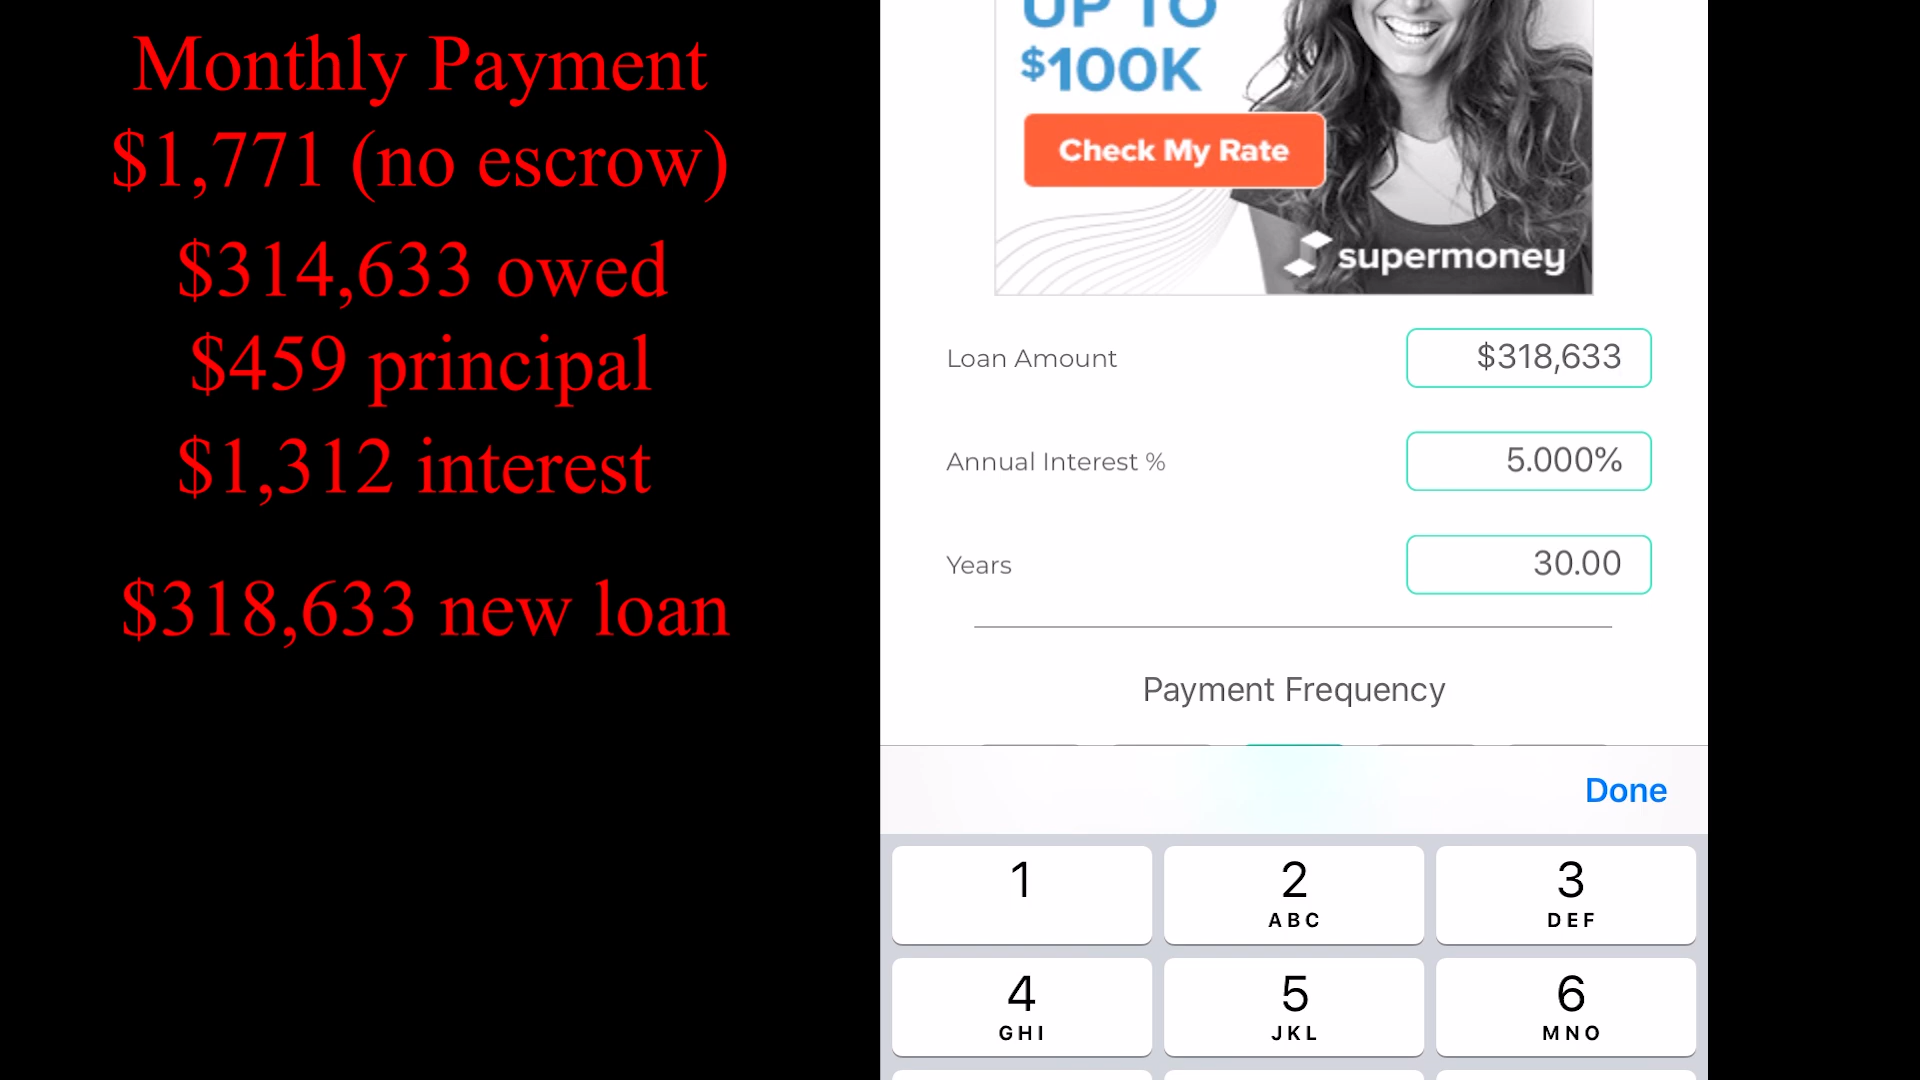 Monthly Payment
$1,771 (no escrow)
$314,633 owed
$459 principal
$1,312 interest
$318,633 new loan
UP TO
$100K
Check My Rate
supermoney
Loan Amount
$318,633
Annual Interest %
5.000%
Years
30.00
Payment Frequency
Done
1
2
ABC
3
DEF
4
GHI
5
JKL
6
MNO